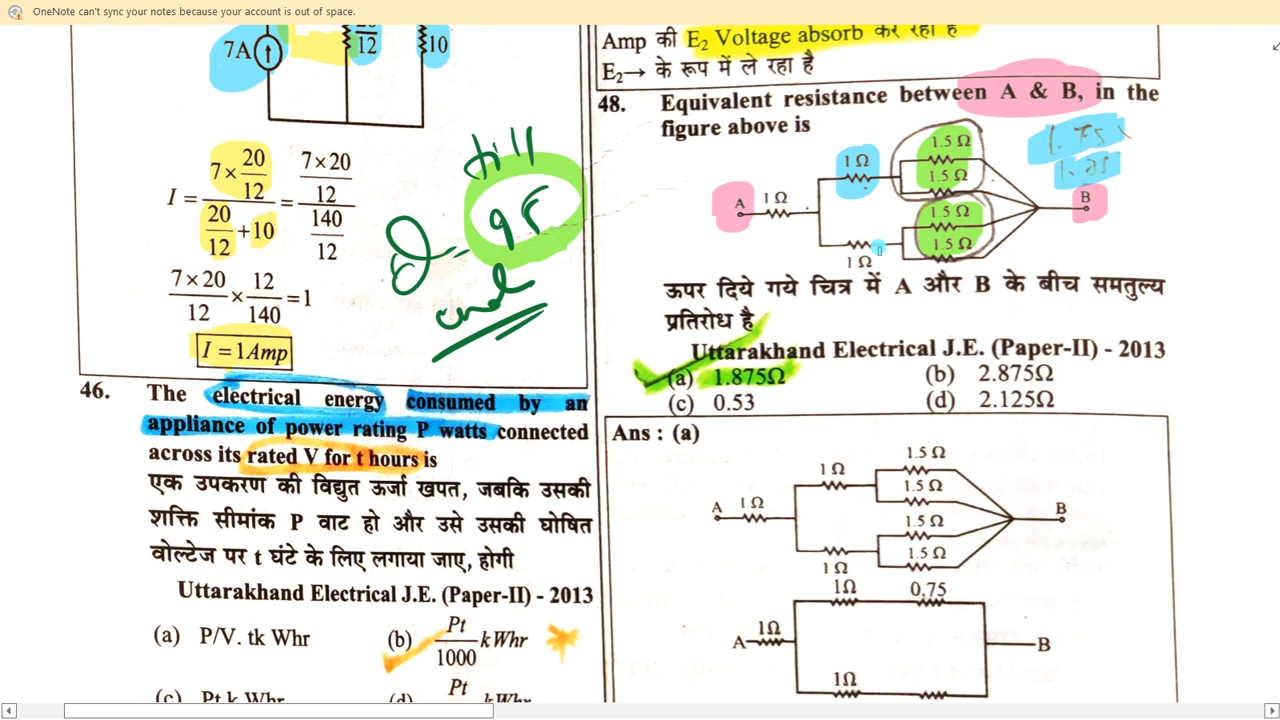 OneNote can't sync your notes because your account is out of space.
7A
12
10
I = 7 × 20/12 / 20/12 + 10 = 7 × 20/12 / 140/12
7 × 20/12 × 12/140 = 1
I = 1Amp
till
98
46. The electrical energy consumed by an
appliance of power rating P watts connected
across its rated V for t hours is
एक उपकरण की विद्युत ऊर्जा खपत, जबकि उसकी
शक्ति सीमांक P वाट हो और उसे उसकी घोषित
वोल्टेज पर t घंटे के लिए लगाया जाए, होगी
Uttarakhand Electrical J.E. (Paper-II) - 2013
(a) P/V. tk Whr (b) Pt/1000 kWhr
(c) Pt k Whr (d) Pt k Whr
Amp की E₂ Voltage absorb कर रहा है
E₂→ के रूप में ले रहा है
48. Equivalent resistance between A & B, in the
figure above is
1.5 Ω
1 Ω
1.5 Ω
A 1 Ω
B
1.5 Ω
1.5 Ω
1 Ω
ऊपर दिये गये चित्र में A और B के बीच समतुल्य
प्रतिरोध है
Uttarakhand Electrical J.E. (Paper-II) - 2013
(a) 1.875Ω (b) 2.875Ω
(c) 0.53 (d) 2.125Ω
Ans : (a)
1.5 Ω
1 Ω
1.5 Ω
A 1 Ω
B
1.5 Ω
1.5 Ω
1 Ω
1Ω 0.75
1Ω
A B
1Ω